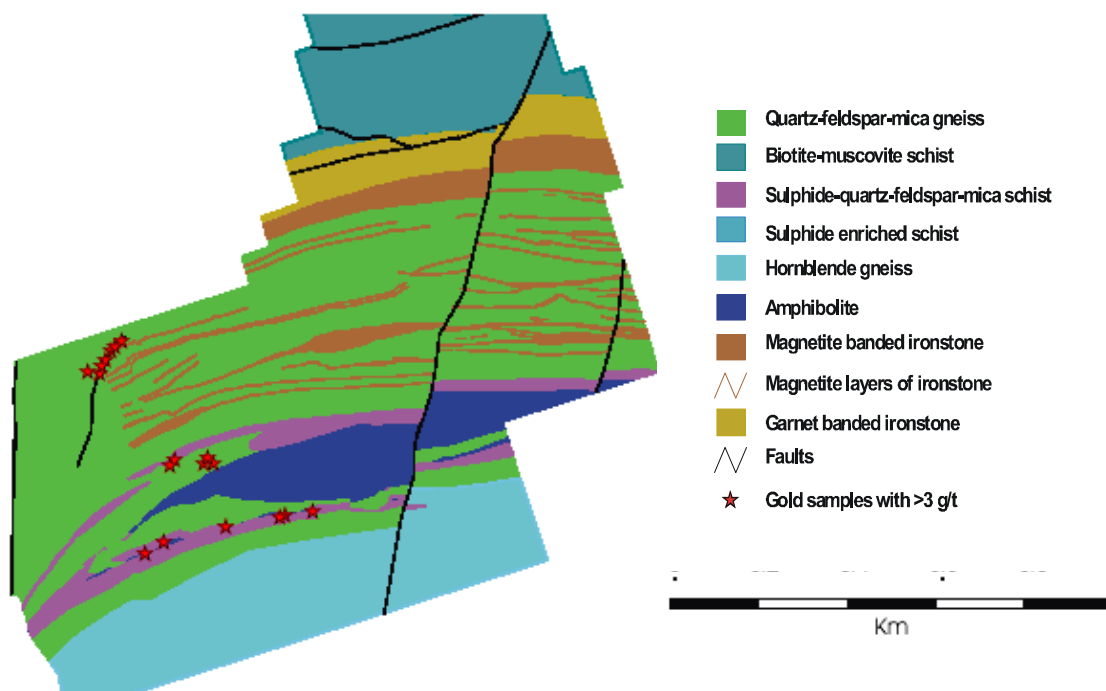 Quartz-feldspar-mica gneiss
Biotite-muscovite schist
Sulphide-quartz-feldspar-mica schist
Sulphide enriched schist
Hornblende gneiss
Amphibolite
Magnetite banded ironstone
Magnetite layers of ironstone
Garnet banded ironstone
Faults
Gold samples with >3 g/t
Km